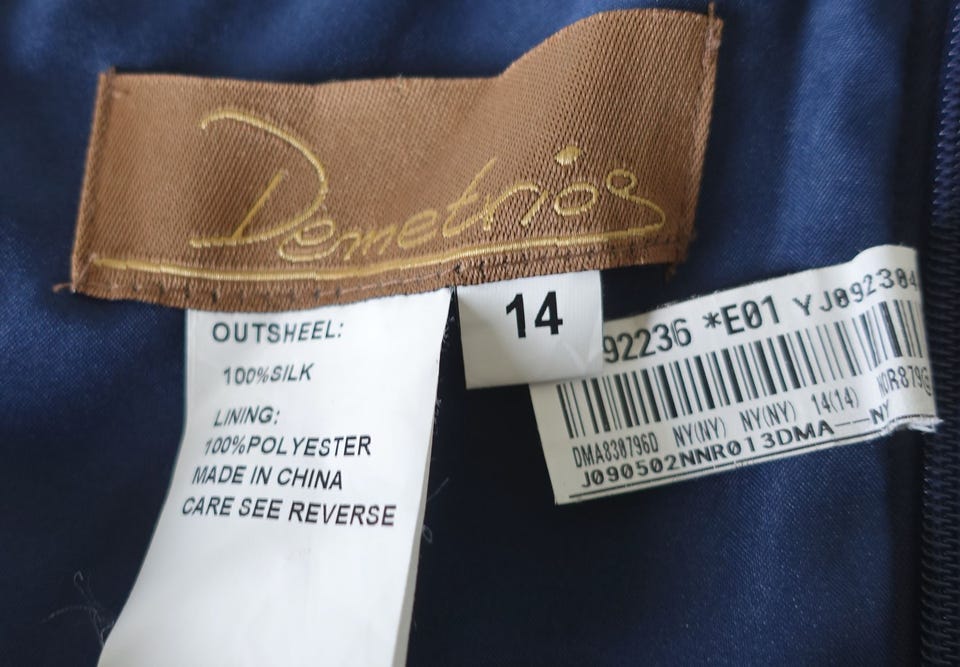 Demetrios
14
OUTSHEEL:
100%SILK
LINING:
100%POLYESTER
MADE IN CHINA
CARE SEE REVERSE
92236 *E01 YJ092304
NY(NY) NY(NY) 14(14)
J090502NNR013DMA--NY